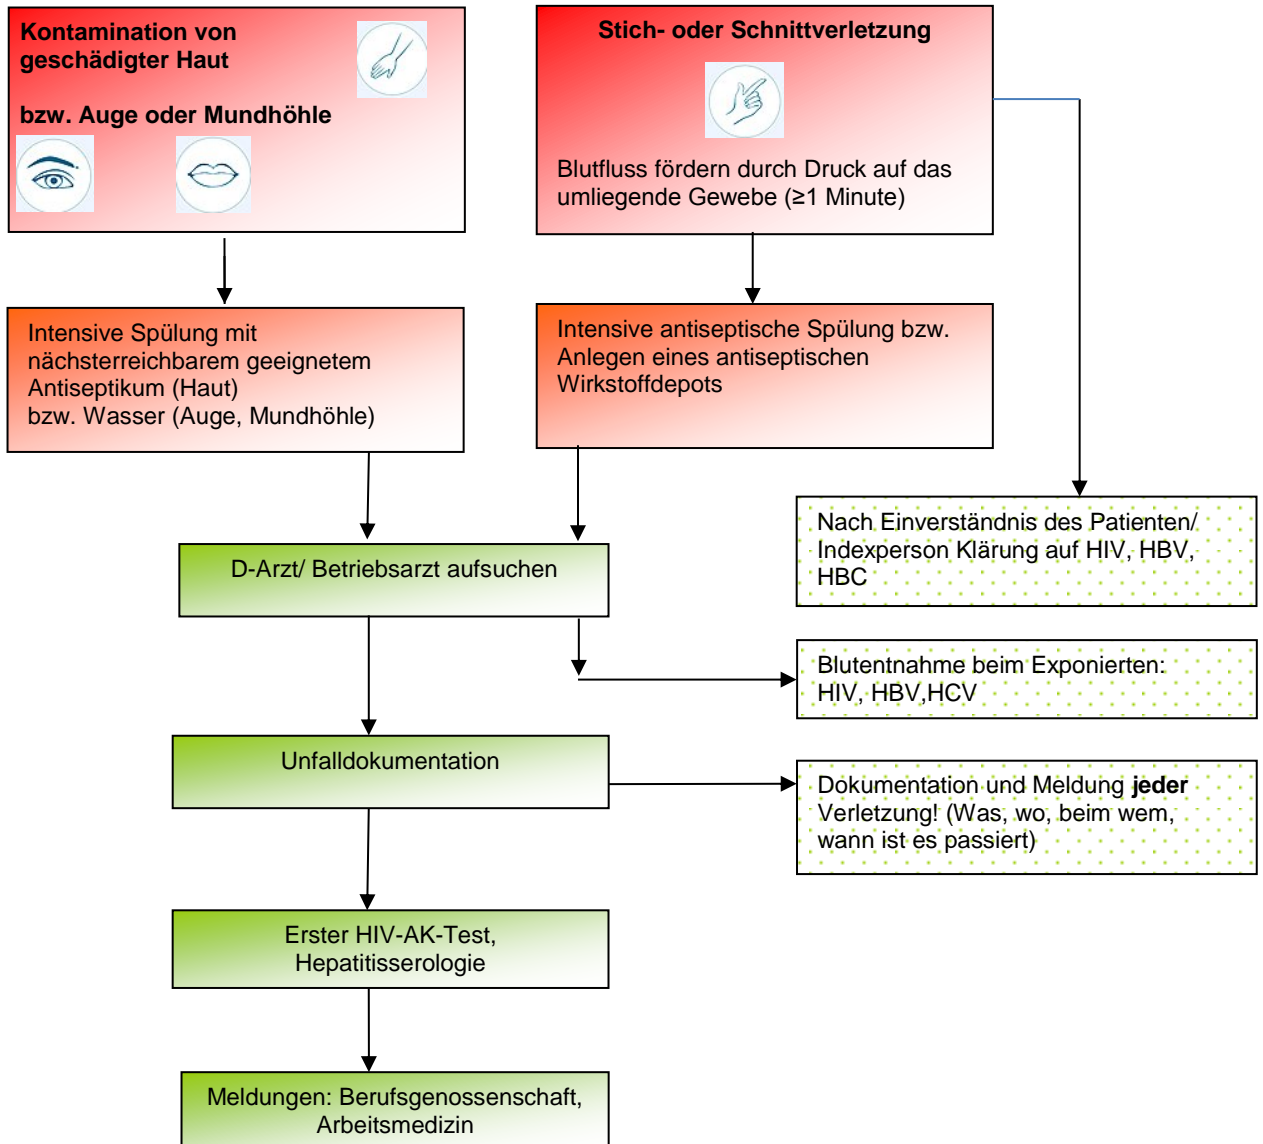 Kontamination von
geschädigter Haut
bzw. Auge oder Mundhöhle
Stich- oder Schnittverletzung
Blutfluss fördern durch Druck auf das
umliegende Gewebe (≥1 Minute)
Intensive Spülung mit
nächsterreichbarem geeignetem
Antiseptikum (Haut)
bzw. Wasser (Auge, Mundhöhle)
Intensive antiseptische Spülung bzw.
Anlegen eines antiseptischen
Wirkstoffdepots
Nach Einverständnis des Patienten/
Indexperson Klärung auf HIV, HBV,
HBC
D-Arzt/ Betriebsarzt aufsuchen
Blutentnahme beim Exponierten:
HIV, HBV,HCV
Unfalldokumentation
Dokumentation und Meldung jeder
Verletzung! (Was, wo, beim wem,
wann ist es passiert)
Erster HIV-AK-Test,
Hepatitisserologie
Meldungen: Berufsgenossenschaft,
Arbeitsmedizin